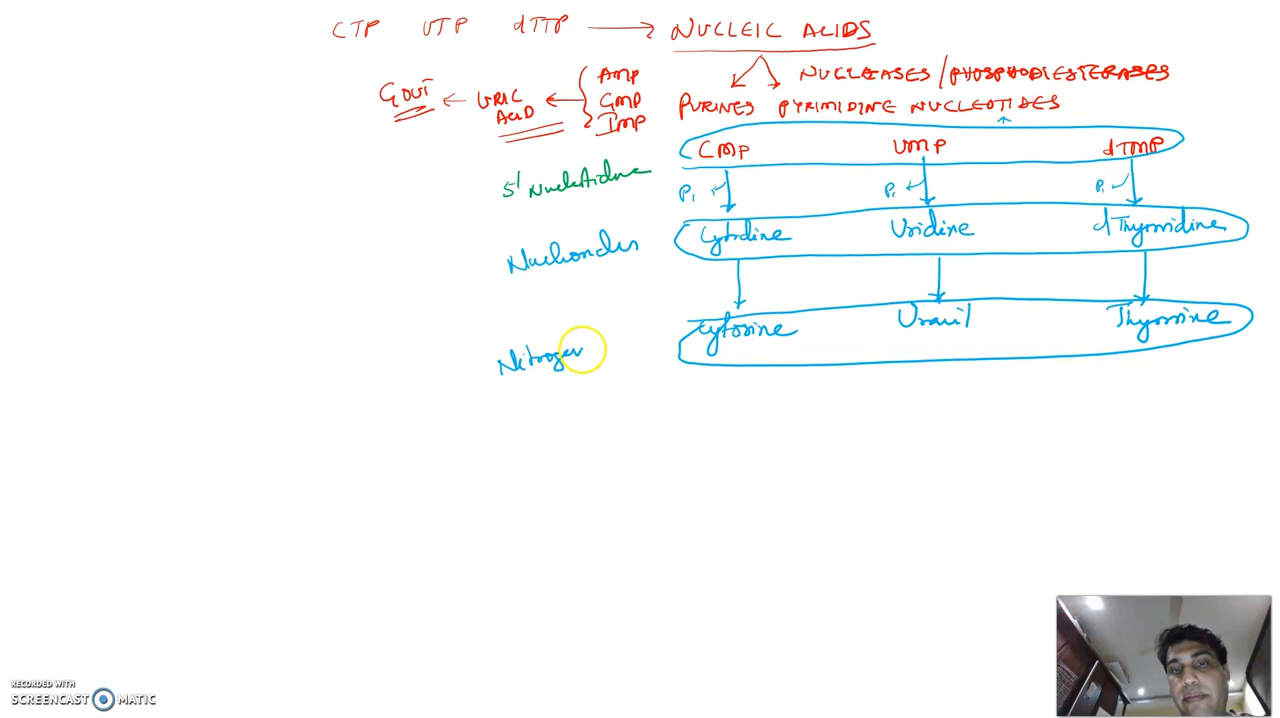 CTP UTP dTTP → NUCLEIC ACIDS
NUCLEASES/PHOSPHODIESTERASES
GOUT ← URIC ACID ← AMP GMP IMP
PURINES PYRIMIDINE NUCLEOTIDES
CMP UMP dTMP
5' Nucleotidase
Pi Pi Pi
Cytidine Uridine dThymidine
Nucleosides
Cytosine Uracil Thymine
Nitrogen
RECORDED WITH
SCREENCAST MATIC